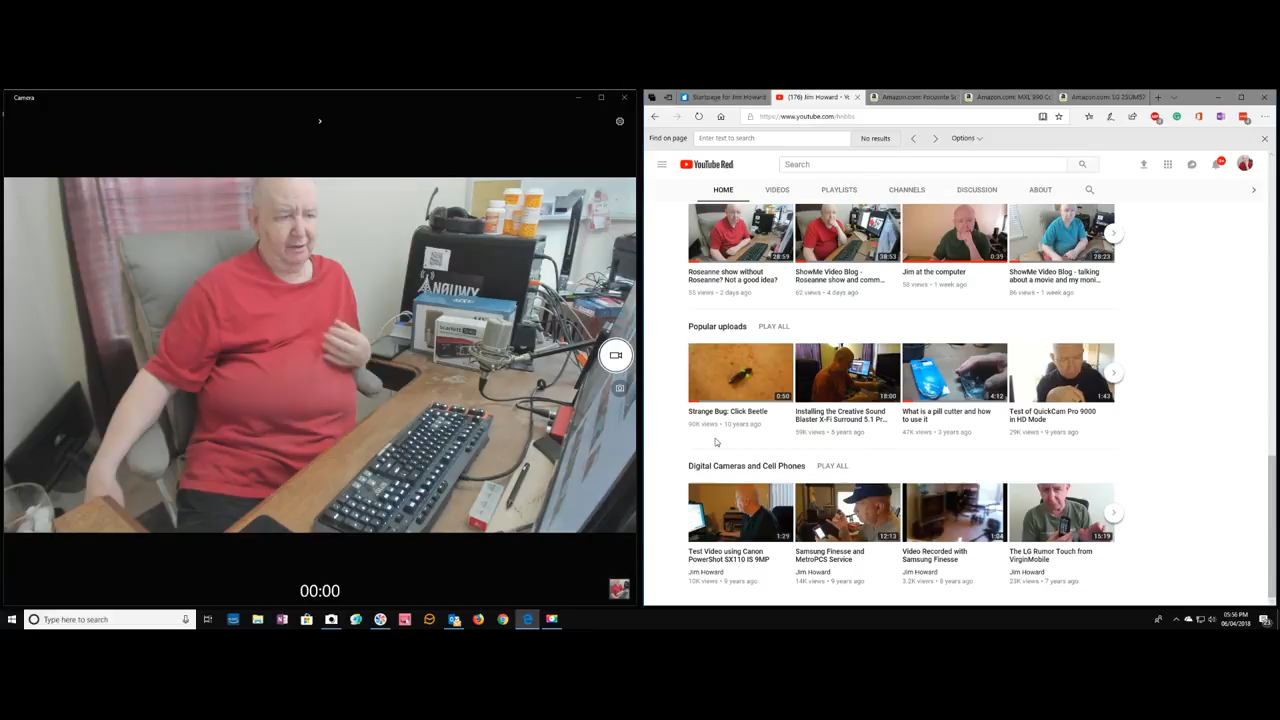 Camera
Startpage for Jim Howard
(176) Jim Howard - Yo
Amazon.com: MXL 990 Co
https://www.youtube.com/
Find on page
Enter text to search
No results
Options
YouTube Red
Search
9+
HOME
VIDEOS
PLAYLISTS
CHANNELS
DISCUSSION
ABOUT
28:59
38:53
0:39
28:23
Roseanne show without
Roseanne? Not a good idea?
55 views • 2 days ago
ShowMe Video Blog -
Roseanne show and comm...
62 views • 4 days ago
Jim at the computer
58 views • 1 week ago
ShowMe Video Blog - talking
about a movie and my moni...
86 views • 1 week ago
Popular uploads
PLAY ALL
0:50
18:00
4:12
1:43
Strange Bug: Click Beetle
90K views • 10 years ago
Installing the Creative Sound
Blaster X-Fi Surround 5.1 Pr...
59K views • 5 years ago
What is a pill cutter and how
to use it
47K views • 3 years ago
Test of QuickCam Pro 9000
in HD Mode
29K views • 9 years ago
Digital Cameras and Cell Phones
PLAY ALL
1:29
12:13
1:04
15:19
Test Video using Canon
PowerShot SX110 IS 9MP
Jim Howard
10K views • 9 years ago
Samsung Finesse and
MetroPCS Service
Jim Howard
14K views • 9 years ago
Video Recorded with
Samsung Finesse
Jim Howard
3.2K views • 8 years ago
The LG Rumor Touch from
VirginMobile
Jim Howard
23K views • 7 years ago
NØUWX
Scarlett Solo
00:00
Type here to search
05:56 PM
06/04/2018